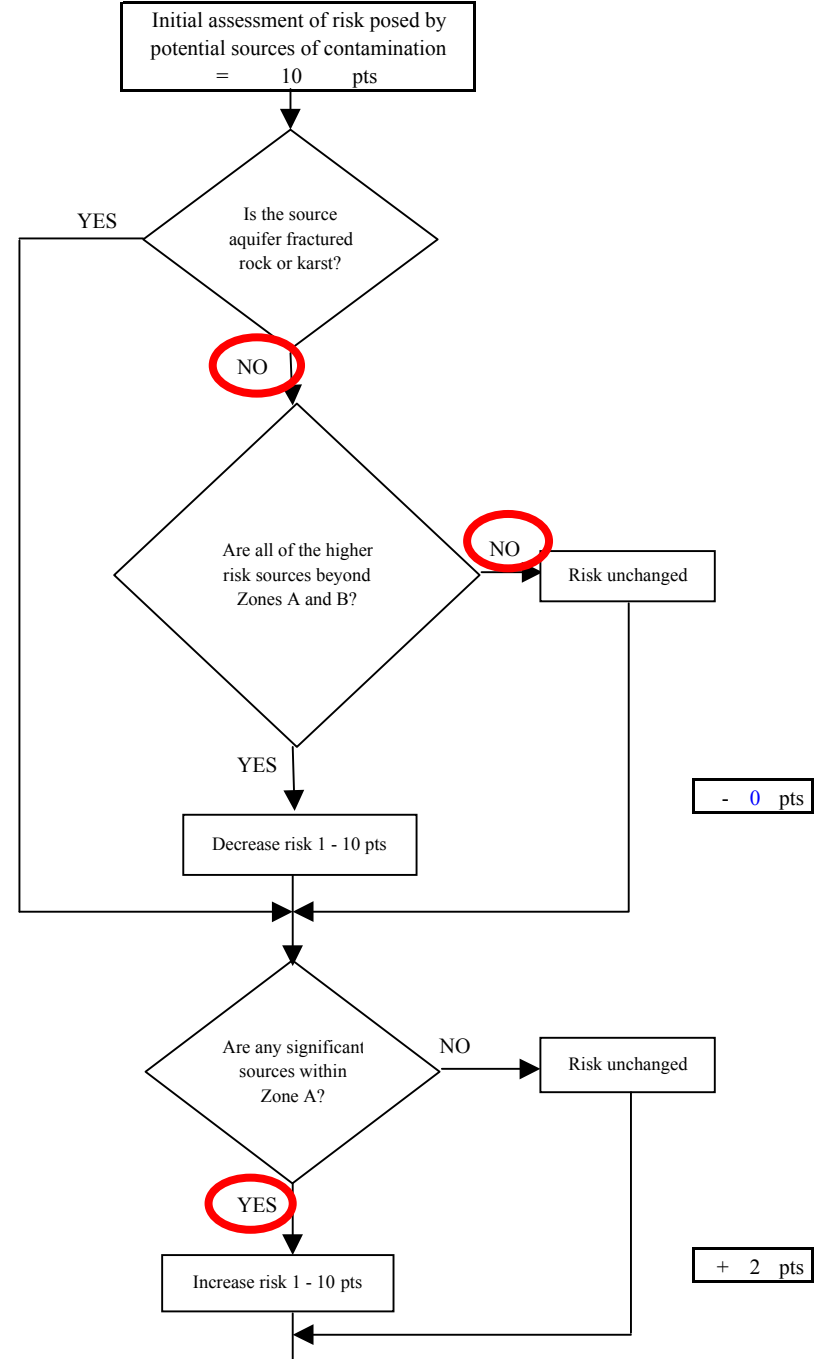 Initial assessment of risk posed by
potential sources of contamination
= 10 pts
YES
Is the source
aquifer fractured
rock or karst?
NO
Are all of the higher
risk sources beyond
Zones A and B?
NO
Risk unchanged
YES
- 0 pts
Decrease risk 1 - 10 pts
Are any significant
sources within
Zone A?
NO
Risk unchanged
YES
+ 2 pts
Increase risk 1 - 10 pts